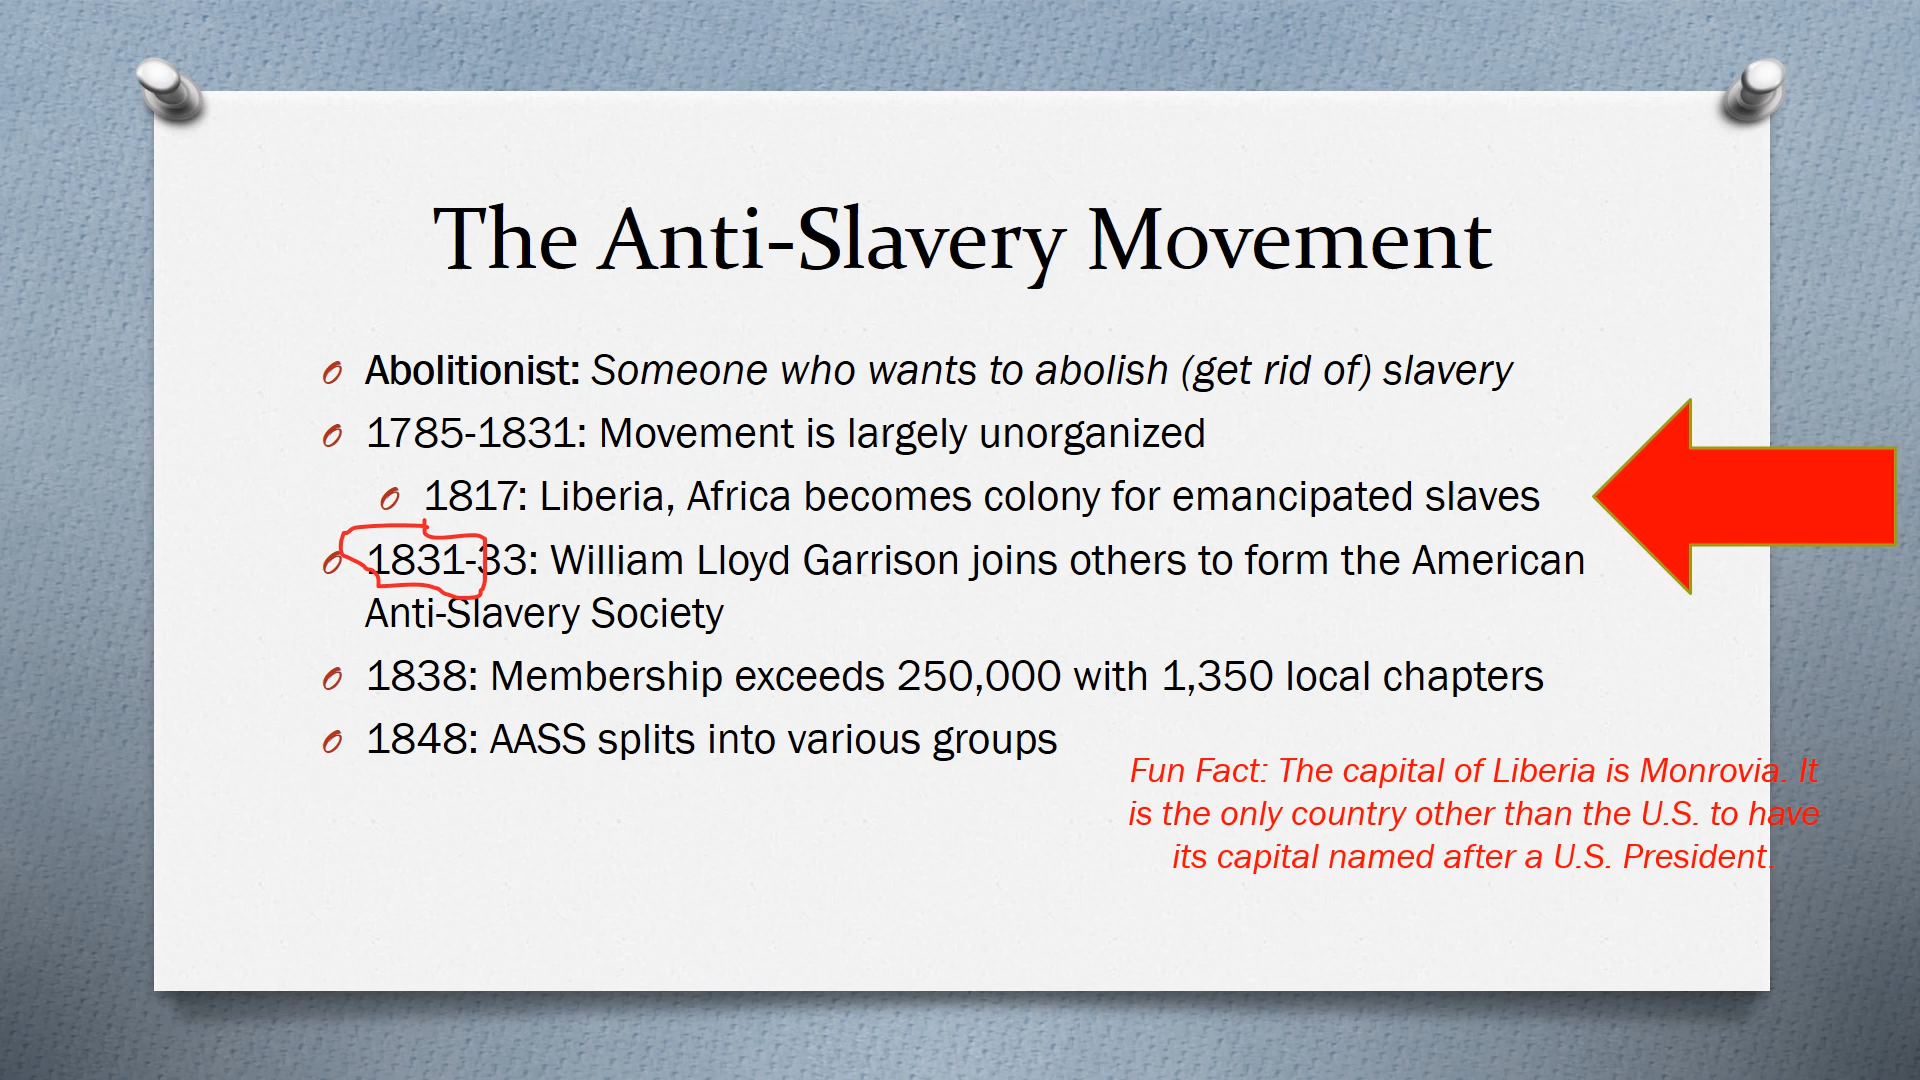 The Anti-Slavery Movement
Abolitionist: Someone who wants to abolish (get rid of) slavery
1785-1831: Movement is largely unorganized
1817: Liberia, Africa becomes colony for emancipated slaves
1831-33: William Lloyd Garrison joins others to form the American
Anti-Slavery Society
1838: Membership exceeds 250,000 with 1,350 local chapters
1848: AASS splits into various groups
Fun Fact: The capital of Liberia is Monrovia. It
is the only country other than the U.S. to have
its capital named after a U.S. President.